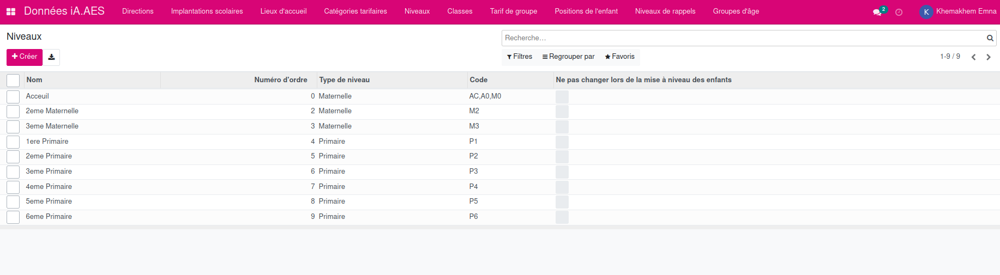 Données iA.AES Directions Implantations scolaires Lieux d'accueil Catégories tarifaires Niveaux Classes Tarif de groupe Positions de l'enfant Niveaux de rappels Groupes d'âge 2 K Khemakhem Emna
Niveaux Recherche...
Créer Filtres Regrouper par Favoris 1-9 / 9
Nom Numéro d'ordre Type de niveau Code Ne pas changer lors de la mise à niveau des enfants
Acceuil 0 Maternelle AC,A0,M0
2eme Maternelle 2 Maternelle M2
3eme Maternelle 3 Maternelle M3
1ere Primaire 4 Primaire P1
2eme Primaire 5 Primaire P2
3eme Primaire 6 Primaire P3
4eme Primaire 7 Primaire P4
5eme Primaire 8 Primaire P5
6eme Primaire 9 Primaire P6